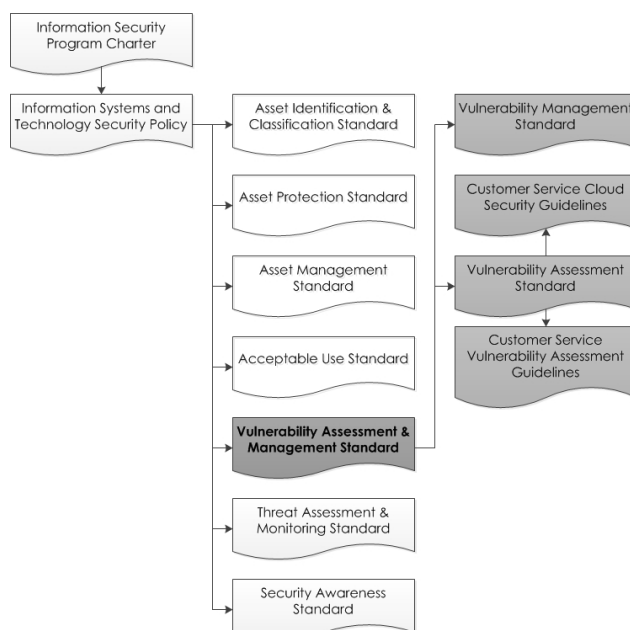 Information Security
Program Charter
Information Systems and
Technology Security Policy
Asset Identification &
Classification Standard
Asset Protection Standard
Asset Management
Standard
Acceptable Use Standard
Vulnerability Assessment &
Management Standard
Threat Assessment &
Monitoring Standard
Security Awareness
Standard
Vulnerability Management
Standard
Customer Service Cloud
Security Guidelines
Vulnerability Assessment
Standard
Customer Service
Vulnerability Assessment
Guidelines